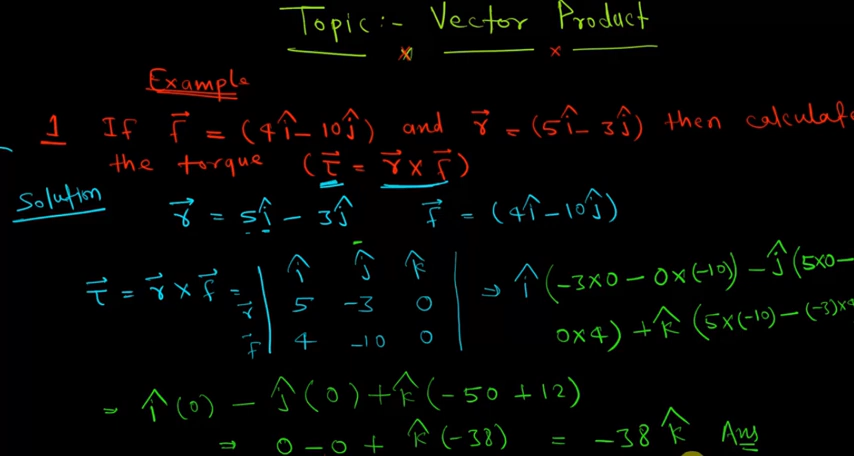 Topic:- Vector Product
Example
1 If F⃗ = (4î - 10ĵ) and r⃗ = (5î - 3ĵ) then calculate
the torque (τ⃗ = r⃗ × F⃗)
Solution
r⃗ = 5î - 3ĵ F⃗ = (4î - 10ĵ)
τ⃗ = r⃗ × F⃗ = | î ĵ k̂ | ⇒ î (-3×0 - 0×(-10)) - ĵ (5×0 -
r⃗ | 5 -3 0 |
F⃗ | 4 -10 0 | 0×4) + k̂ (5×(-10) - (-3)×4
= î (0) - ĵ (0) + k̂ (-50 + 12)
⇒ 0 - 0 + k̂ (-38) = -38 k̂ Ans